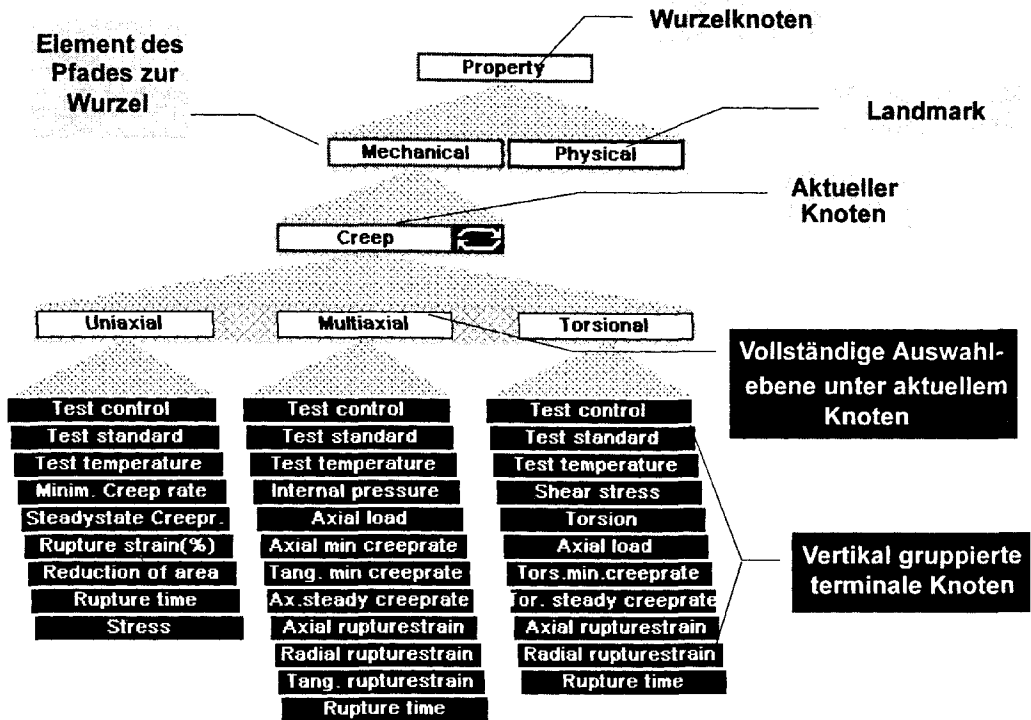 Wurzelknoten
Element des
Pfades zur
Wurzel
Property
Landmark
Mechanical
Physical
Aktueller
Knoten
Creep
Uniaxial
Multiaxial
Torsional
Vollständige Auswahl-
ebene unter aktuellem
Knoten
Test control
Test standard
Test temperature
Minim. Creep rate
Steadystate Creepr.
Rupture strain(%)
Reduction of area
Rupture time
Stress
Test control
Test standard
Test temperature
Internal pressure
Axial load
Axial min creeprate
Tang. min creeprate
Ax.steady creeprate
Axial rupturestrain
Radial rupturestrain
Tang. rupturestrain
Rupture time
Test control
Test standard
Test temperature
Shear stress
Torsion
Axial load
Tors.min.creeprate
Tor. steady creeprate
Axial rupturestrain
Radial rupturestrain
Rupture time
Vertikal gruppierte
terminale Knoten